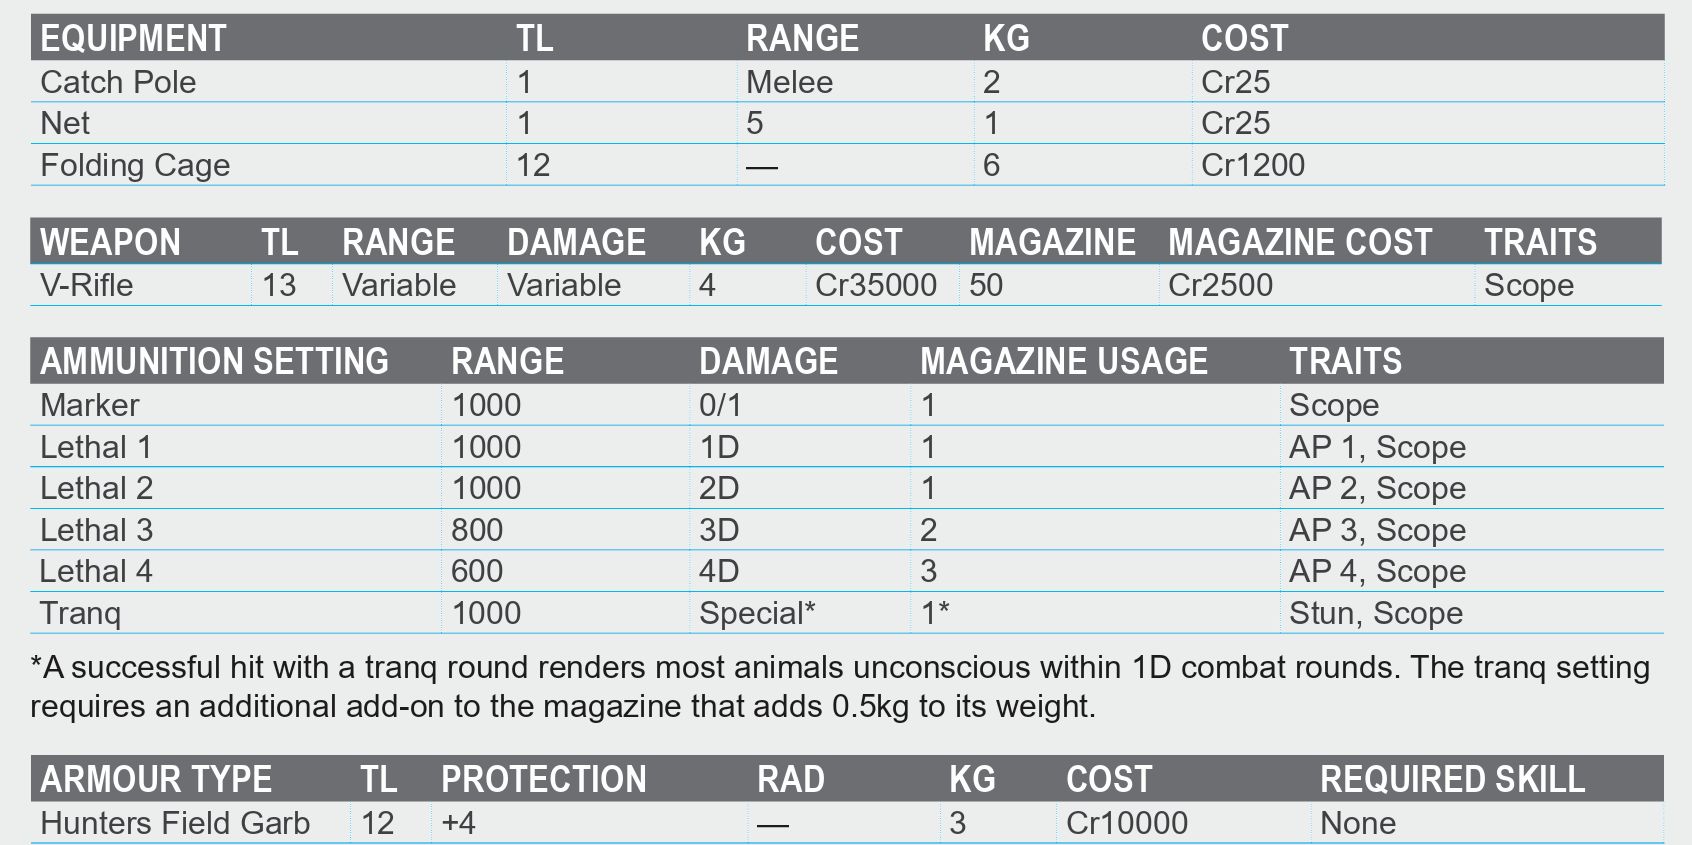 EQUIPMENT TL RANGE KG COST
Catch Pole 1 Melee 2 Cr25
Net 1 5 1 Cr25
Folding Cage 12 — 6 Cr1200
WEAPON TL RANGE DAMAGE KG COST MAGAZINE MAGAZINE COST TRAITS
V-Rifle 13 Variable Variable 4 Cr35000 50 Cr2500 Scope
AMMUNITION SETTING RANGE DAMAGE MAGAZINE USAGE TRAITS
Marker 1000 0/1 1 Scope
Lethal 1 1000 1D 1 AP 1, Scope
Lethal 2 1000 2D 1 AP 2, Scope
Lethal 3 800 3D 2 AP 3, Scope
Lethal 4 600 4D 3 AP 4, Scope
Tranq 1000 Special* 1* Stun, Scope
*A successful hit with a tranq round renders most animals unconscious within 1D combat rounds. The tranq setting
requires an additional add-on to the magazine that adds 0.5kg to its weight.
ARMOUR TYPE TL PROTECTION RAD KG COST REQUIRED SKILL
Hunters Field Garb 12 +4 — 3 Cr10000 None